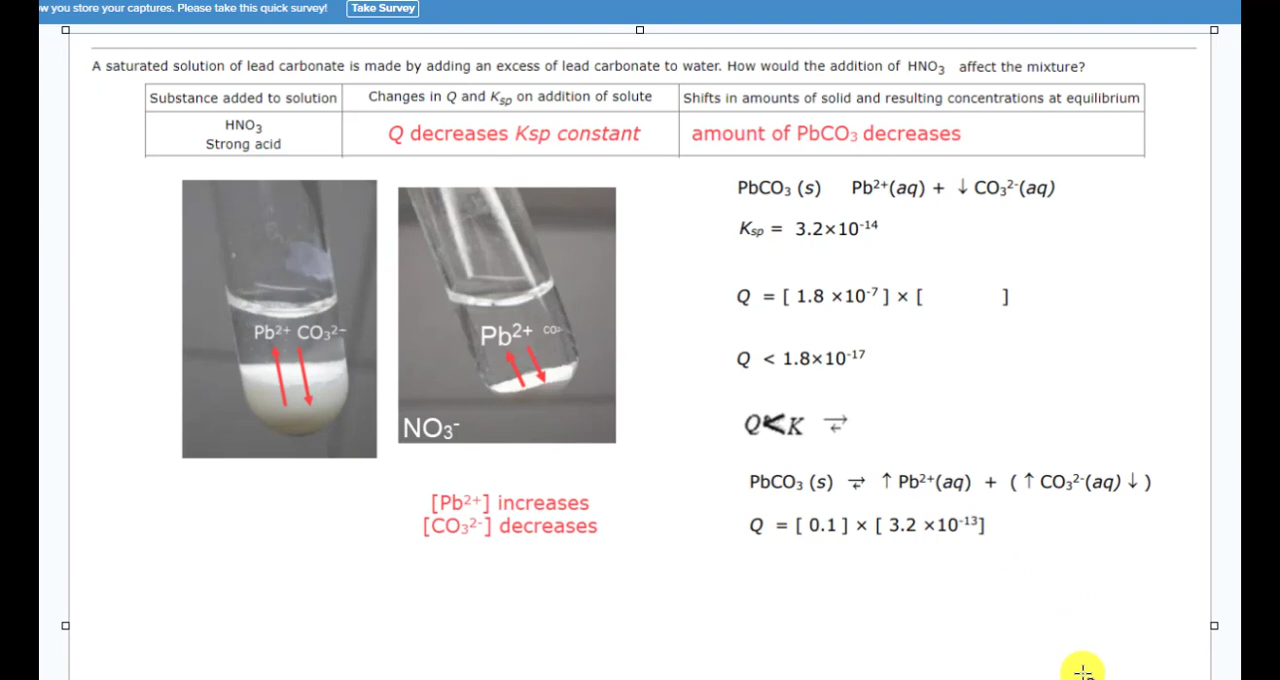 w you store your captures. Please take this quick survey! Take Survey
A saturated solution of lead carbonate is made by adding an excess of lead carbonate to water. How would the addition of HNO₃ affect the mixture?
Substance added to solution
Changes in Q and Kₛₚ on addition of solute
Shifts in amounts of solid and resulting concentrations at equilibrium
HNO₃
Strong acid
Q decreases Ksp constant
amount of PbCO₃ decreases
Pb²⁺ CO₃²⁻
Pb²⁺
NO₃⁻
[Pb²⁺] increases
[CO₃²⁻] decreases
PbCO₃ (s) Pb²⁺(aq) + ↓ CO₃²⁻(aq)
Kₛₚ = 3.2×10⁻¹⁴
Q = [ 1.8 ×10⁻⁷ ] × [ ]
Q < 1.8×10⁻¹⁷
Q<K ⇄
PbCO₃ (s) ⇄ ↑ Pb²⁺(aq) + ( ↑ CO₃²⁻(aq) ↓ )
Q = [ 0.1 ] × [ 3.2 ×10⁻¹³]